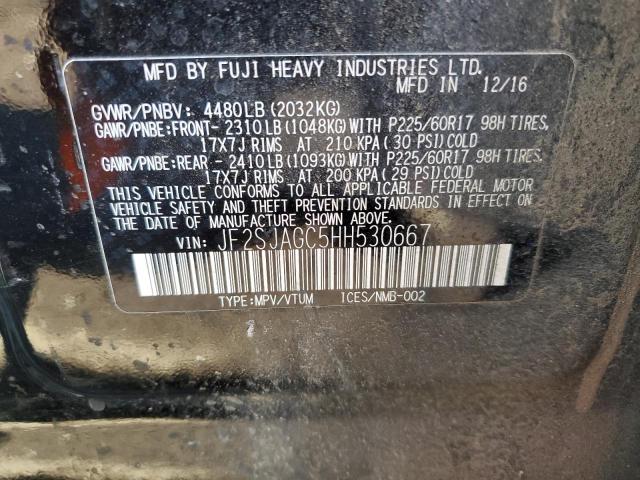 MFD BY FUJI HEAVY INDUSTRIES LTD.
MFD IN 12/16
GVWR/PNBV: 4480LB (2032KG)
GAWR/PNBE:FRONT- 2310LB (1048KG) WITH P225/60R17 98H TIRES,
17X7J RIMS AT 210 KPA ( 30 PSI) COLD
GAWR/PNBE:REAR - 2410LB (1093KG) WITH P225/60R17 98H TIRES,
17X7J RIMS AT 200 KPA ( 29 PSI) COLD
THIS VEHICLE CONFORMS TO ALL APPLICABLE FEDERAL MOTOR
VEHICLE SAFETY AND THEFT PREVENTION STANDARDS IN EFFECT ON
THE DATE OF MANUFACTURE SHOWN ABOVE.
VIN: JF2SJAGC5HH530667
TYPE:MPV/VTUM ICES/NMB-002